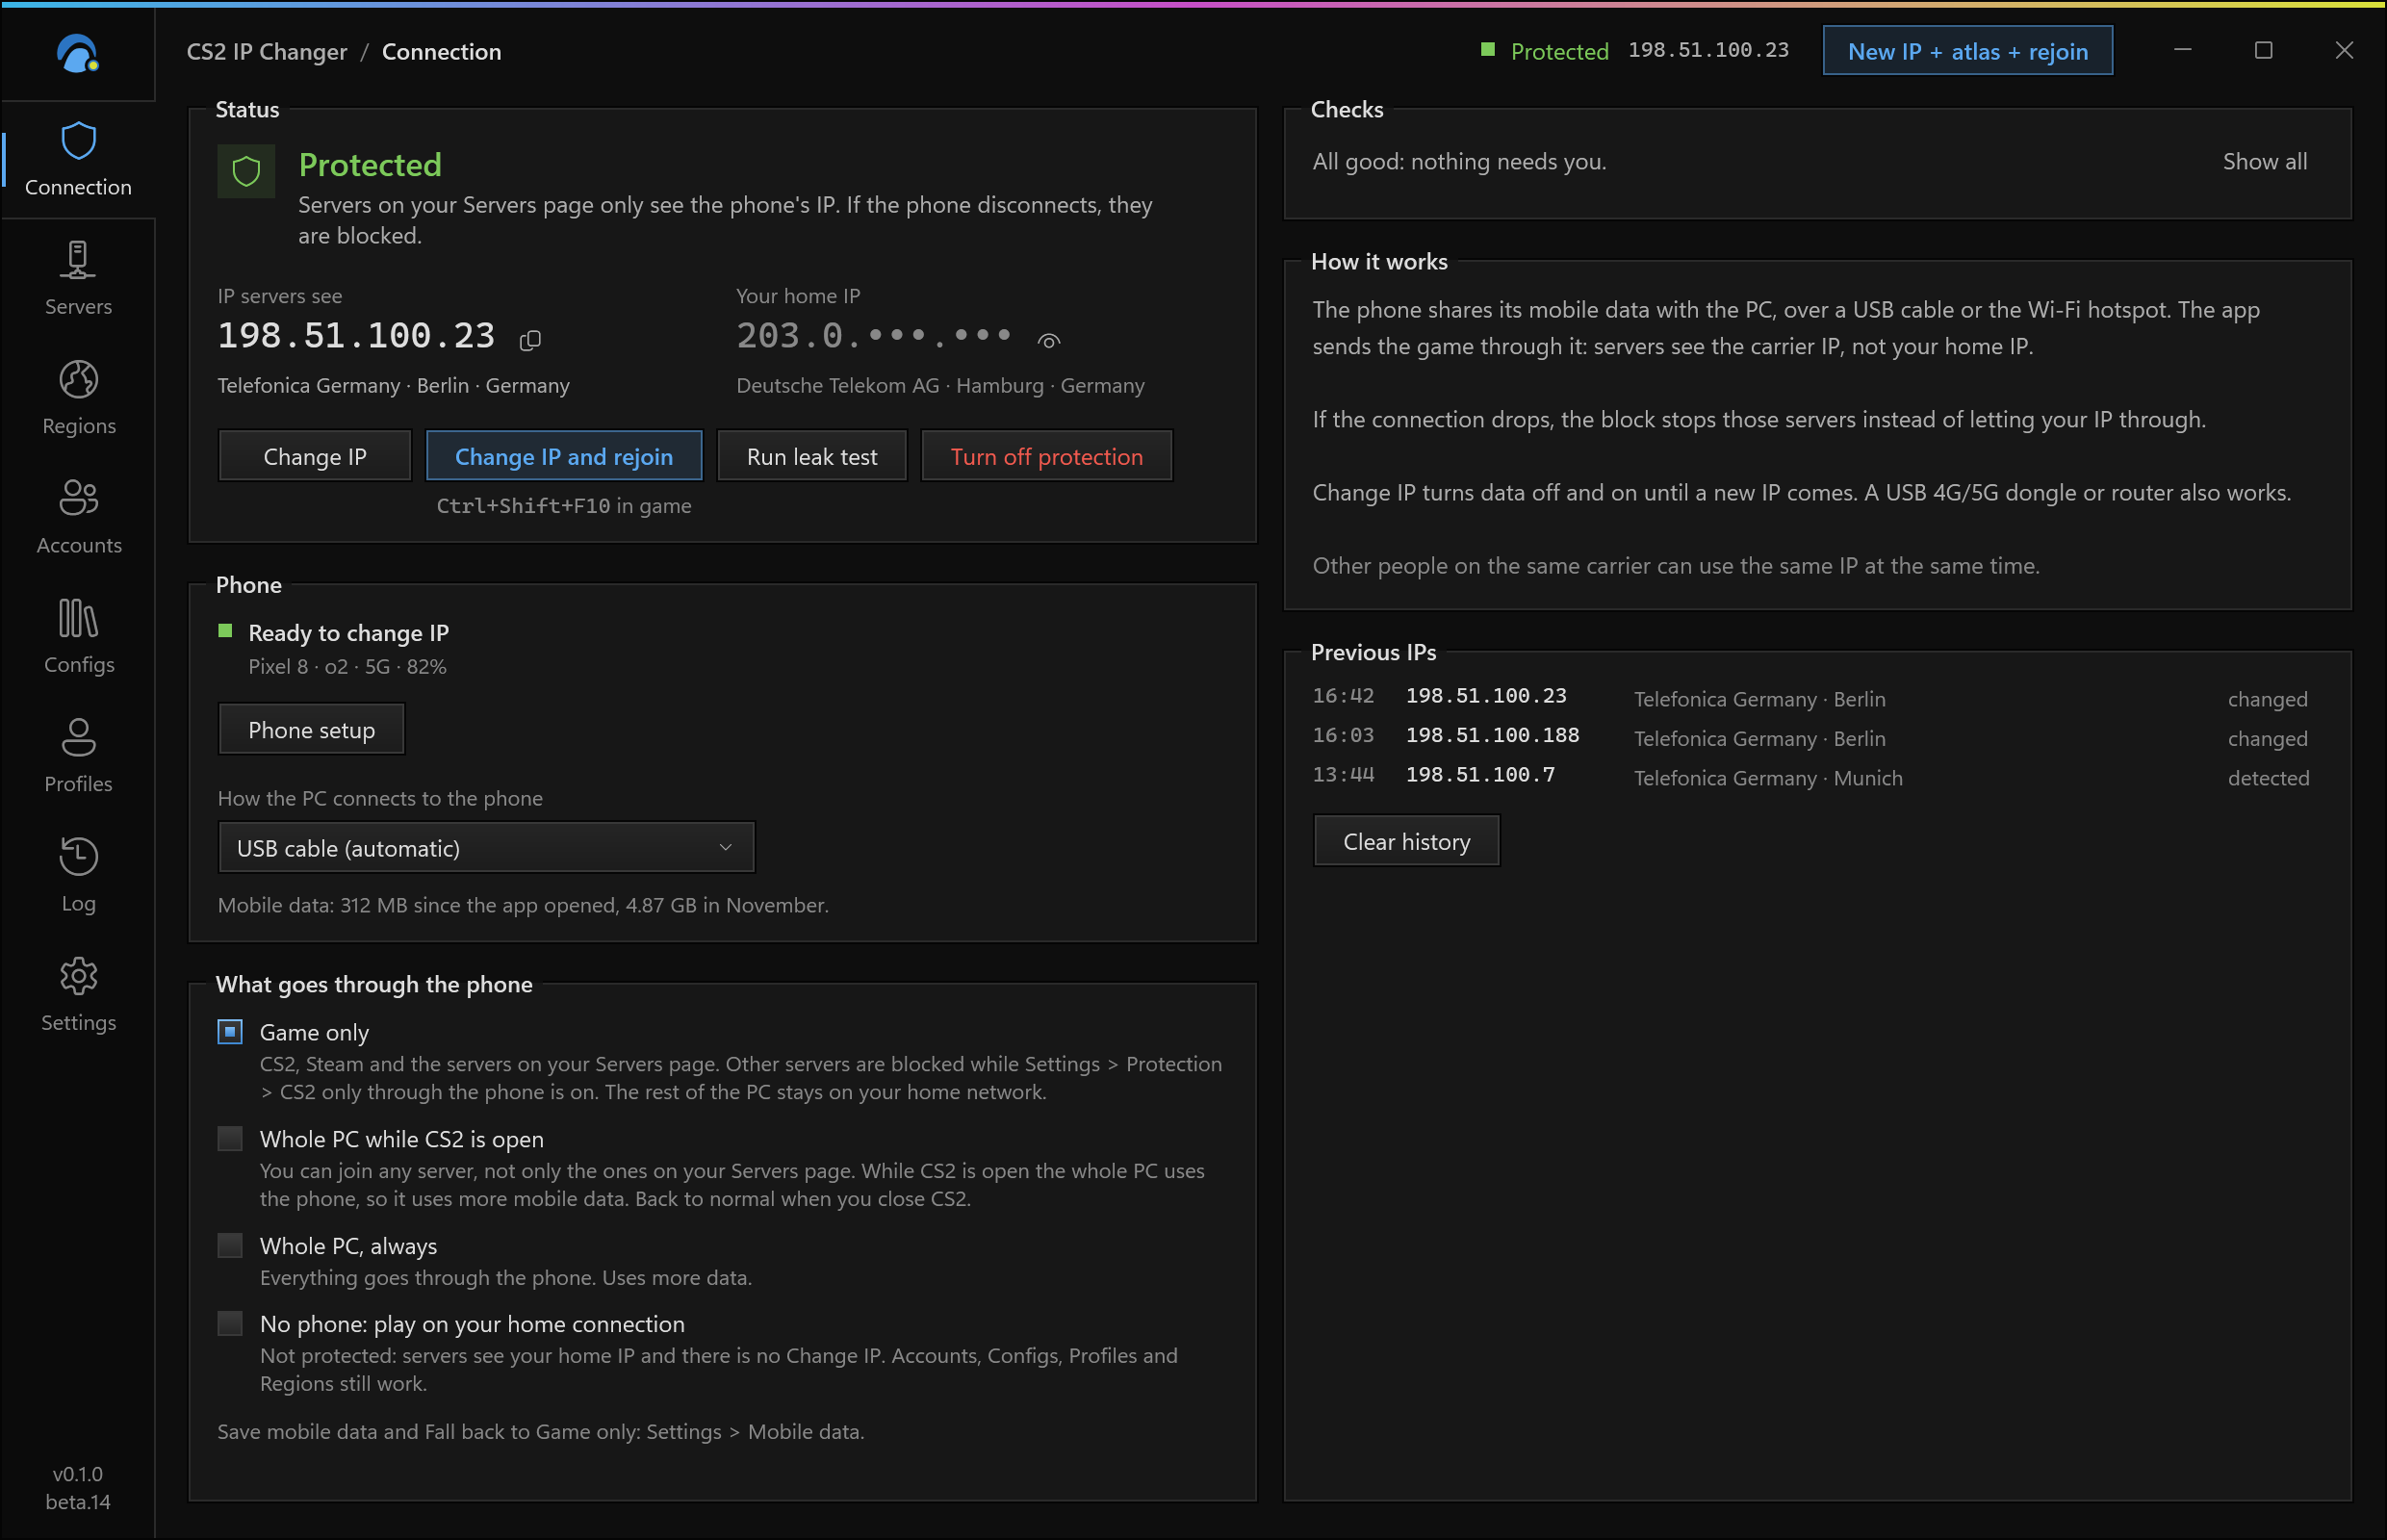 CS2 IP Changer / Connection
Protected 198.51.100.23
New IP + atlas + rejoin
Connection
Servers
Regions
Accounts
Configs
Profiles
Log
Settings
v0.1.0
beta.14
Status
Protected
Servers on your Servers page only see the phone's IP. If the phone disconnects, they
are blocked.
IP servers see
198.51.100.23
Telefonica Germany · Berlin · Germany
Your home IP
203.0.•••.•••
Deutsche Telekom AG · Hamburg · Germany
Change IP
Change IP and rejoin
Run leak test
Turn off protection
Ctrl+Shift+F10 in game
Phone
Ready to change IP
Pixel 8 · o2 · 5G · 82%
Phone setup
How the PC connects to the phone
USB cable (automatic)
Mobile data: 312 MB since the app opened, 4.87 GB in November.
What goes through the phone
Game only
CS2, Steam and the servers on your Servers page. Other servers are blocked while Settings > Protection
> CS2 only through the phone is on. The rest of the PC stays on your home network.
Whole PC while CS2 is open
You can join any server, not only the ones on your Servers page. While CS2 is open the whole PC uses
the phone, so it uses more mobile data. Back to normal when you close CS2.
Whole PC, always
Everything goes through the phone. Uses more data.
No phone: play on your home connection
Not protected: servers see your home IP and there is no Change IP. Accounts, Configs, Profiles and
Regions still work.
Save mobile data and Fall back to Game only: Settings > Mobile data.
Checks
All good: nothing needs you.
Show all
How it works
The phone shares its mobile data with the PC, over a USB cable or the Wi-Fi hotspot. The app
sends the game through it: servers see the carrier IP, not your home IP.
If the connection drops, the block stops those servers instead of letting your IP through.
Change IP turns data off and on until a new IP comes. A USB 4G/5G dongle or router also works.
Other people on the same carrier can use the same IP at the same time.
Previous IPs
16:42 198.51.100.23 Telefonica Germany · Berlin changed
16:03 198.51.100.188 Telefonica Germany · Berlin changed
13:44 198.51.100.7 Telefonica Germany · Munich detected
Clear history